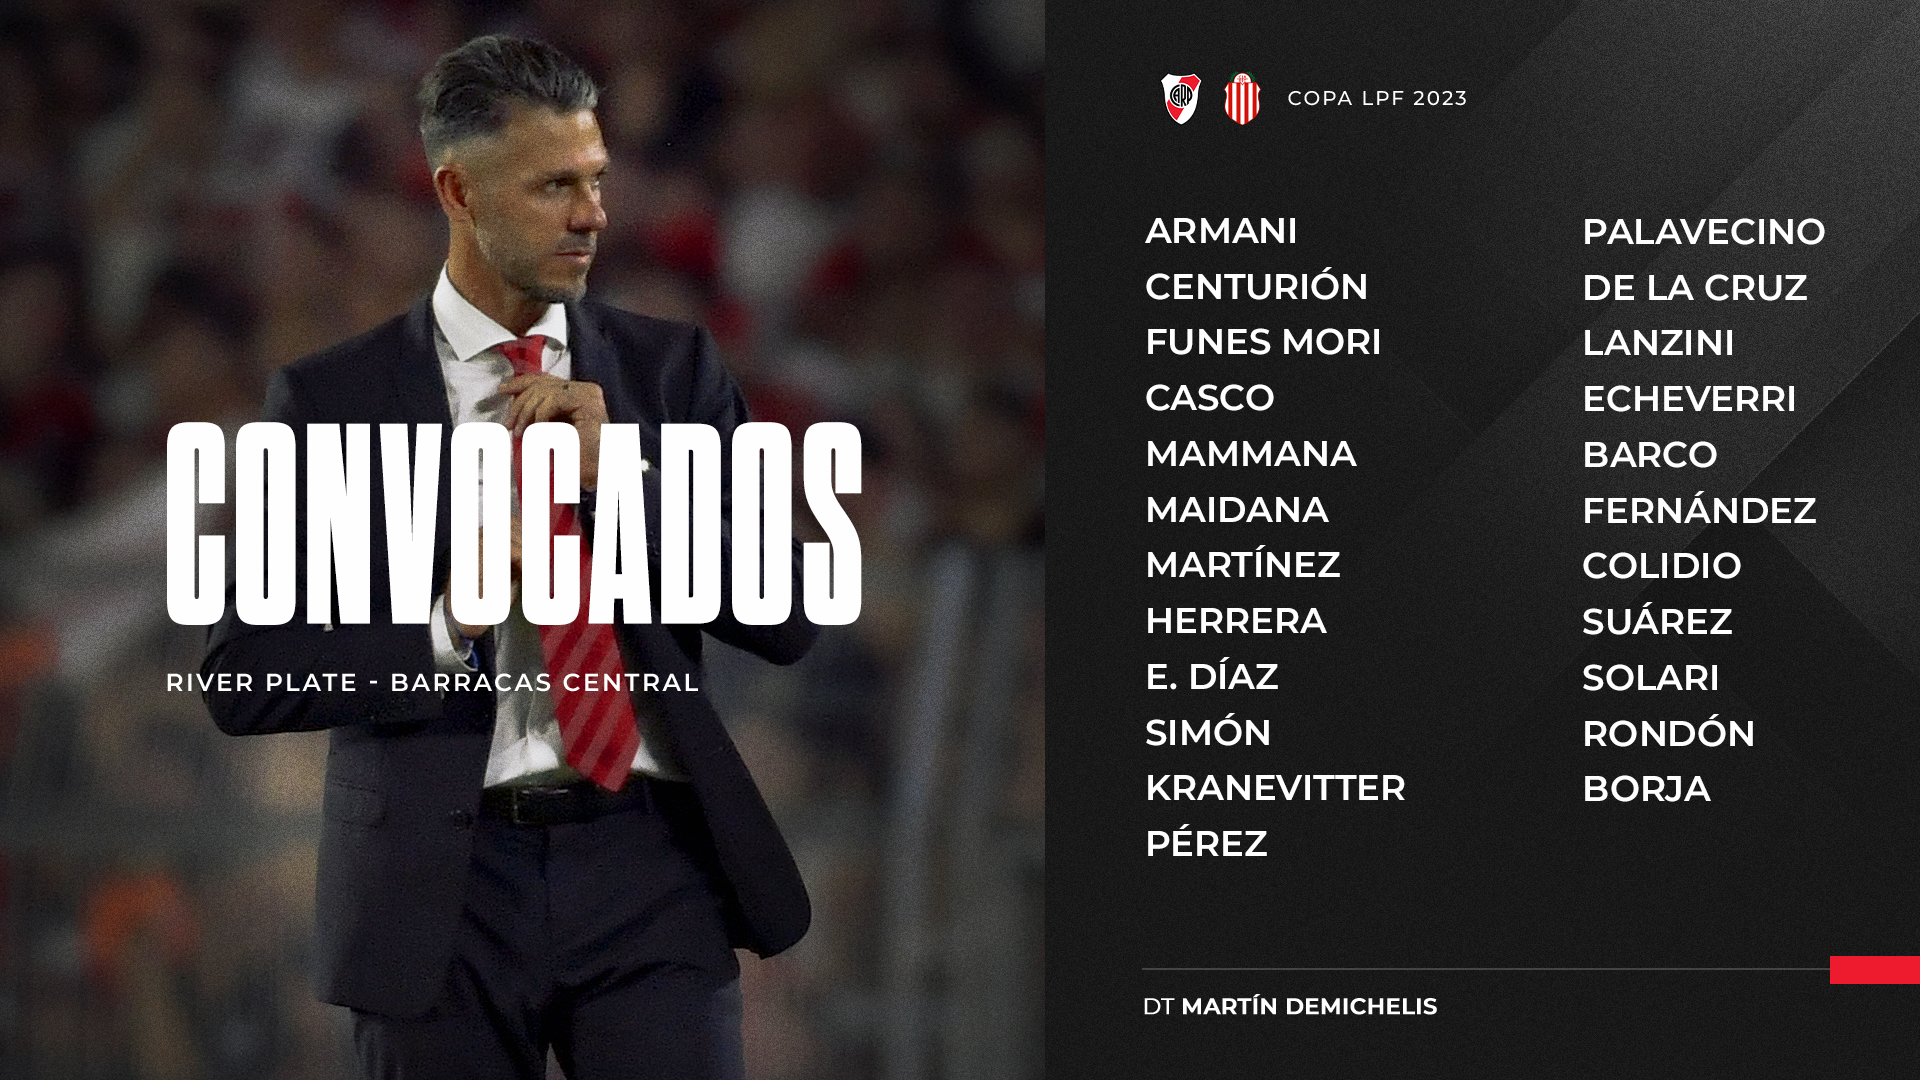 CONVOCADOS
RIVER PLATE - BARRACAS CENTRAL
COPA LPF 2023
ARMANI
CENTURIÓN
FUNES MORI
CASCO
MAMMANA
MAIDANA
MARTÍNEZ
HERRERA
E. DÍAZ
SIMÓN
KRANEVITTER
PÉREZ
PALAVECINO
DE LA CRUZ
LANZINI
ECHEVERRI
BARCO
FERNÁNDEZ
COLIDIO
SUÁREZ
SOLARI
RONDÓN
BORJA
DT MARTÍN DEMICHELIS